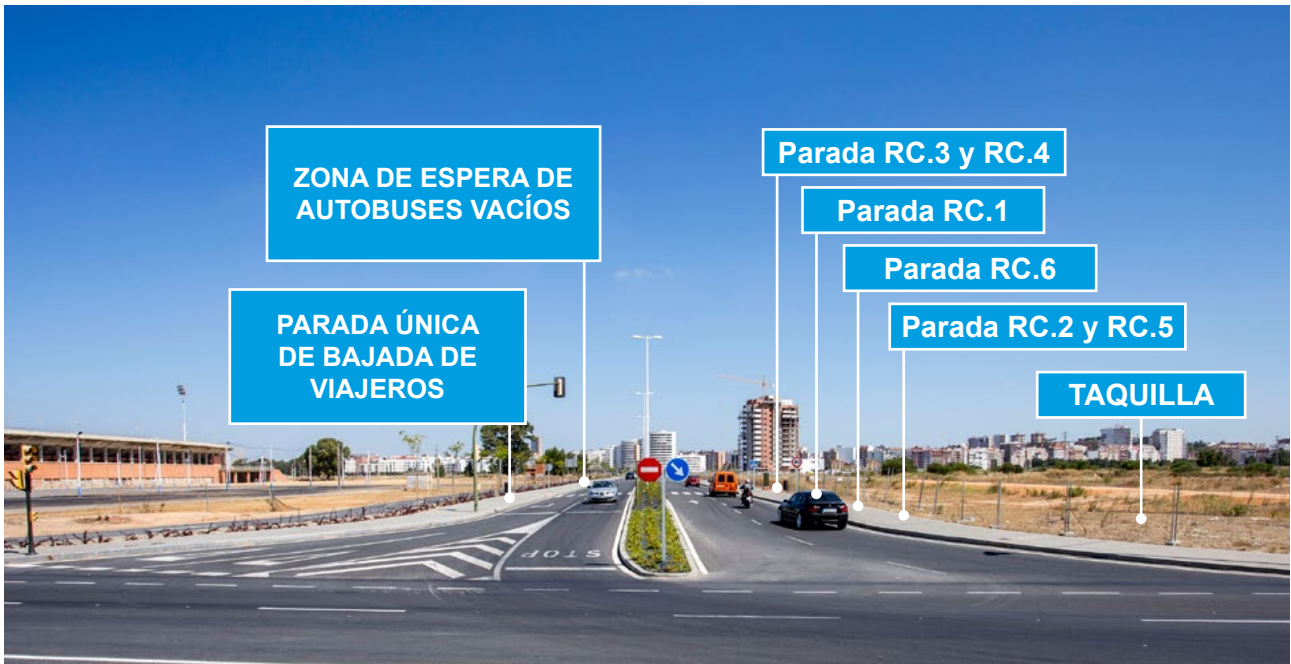 ZONA DE ESPERA DE
AUTOBUSES VACÍOS
PARADA ÚNICA
DE BAJADA DE
VIAJEROS
Parada RC.3 y RC.4
Parada RC.1
Parada RC.6
Parada RC.2 y RC.5
TAQUILLA
STOP